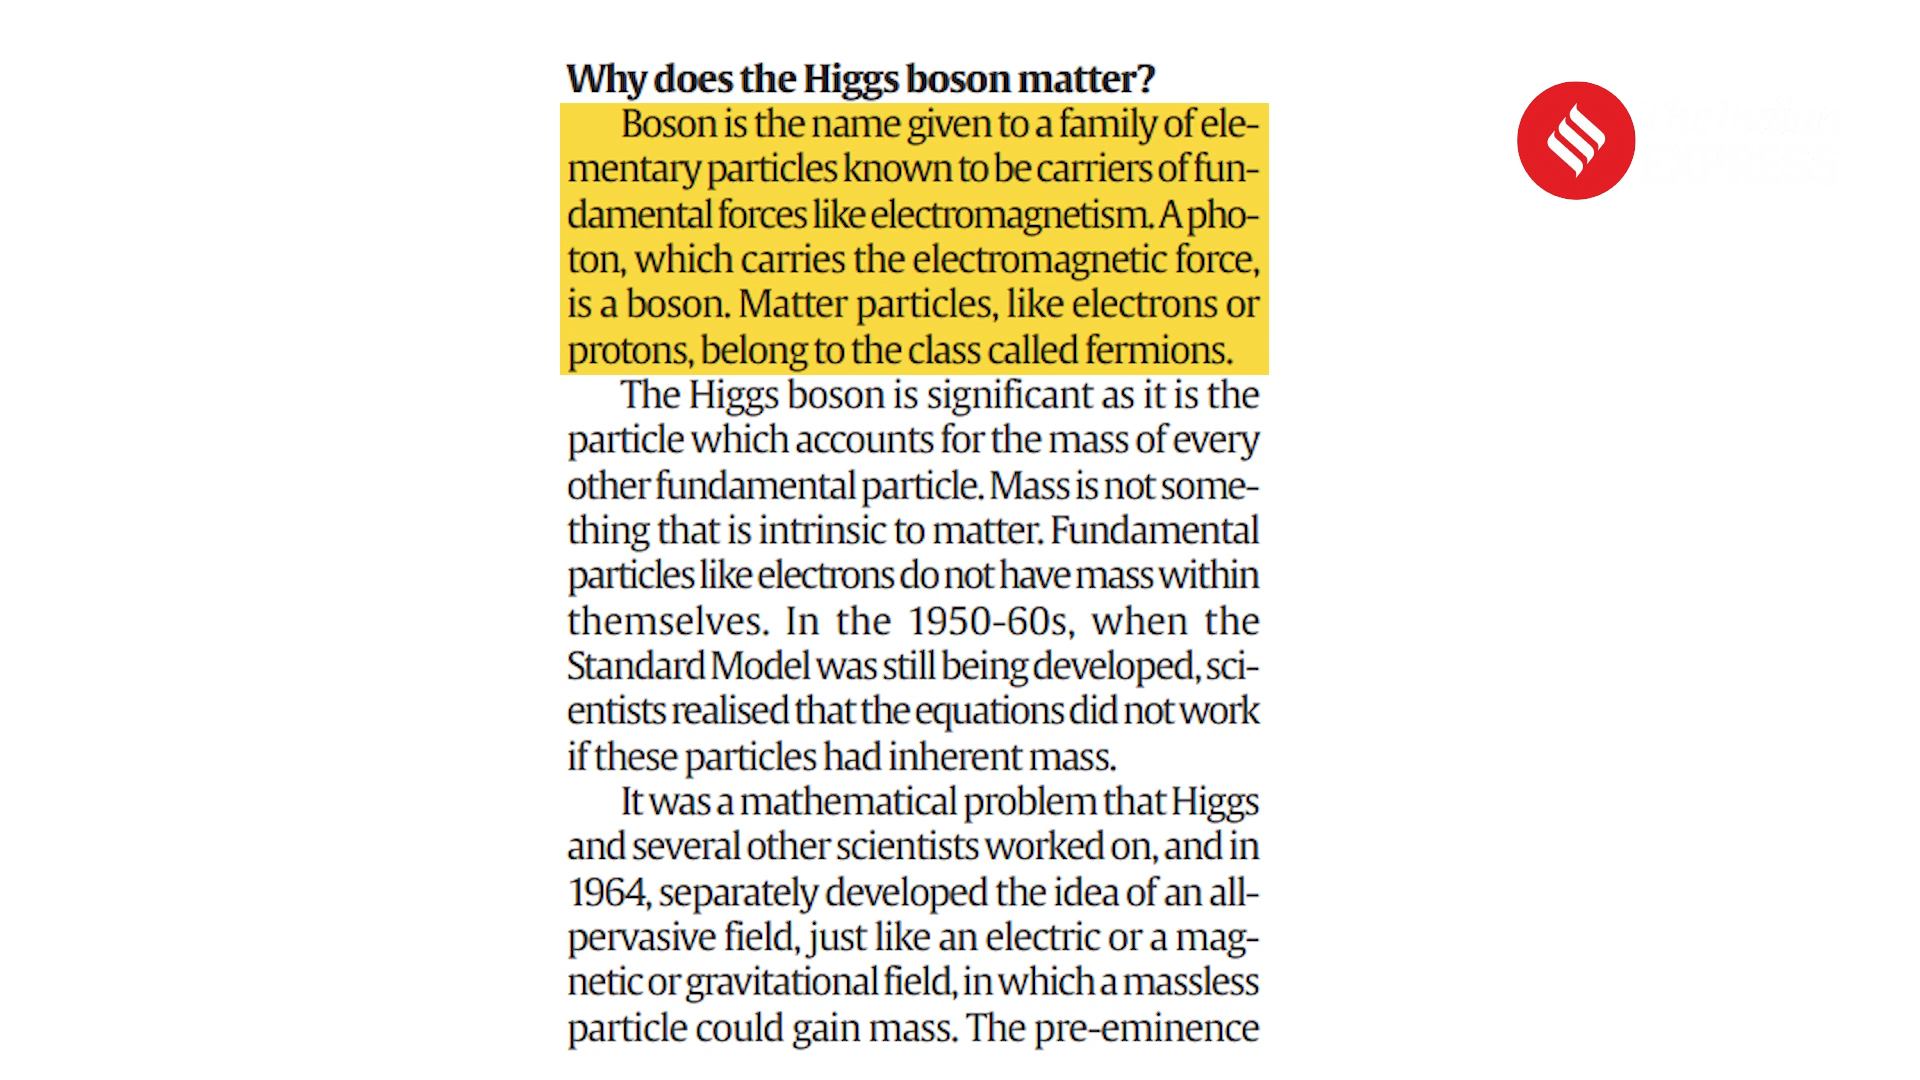 Why does the Higgs boson matter?
Boson is the name given to a family of ele-
mentary particles known to be carriers of fun-
damental forces like electromagnetism. A pho-
ton, which carries the electromagnetic force,
is a boson. Matter particles, like electrons or
protons, belong to the class called fermions.
The Higgs boson is significant as it is the
particle which accounts for the mass of every
other fundamental particle. Mass is not some-
thing that is intrinsic to matter. Fundamental
particles like electrons do not have mass within
themselves. In the 1950-60s, when the
Standard Model was still being developed, sci-
entists realised that the equations did not work
if these particles had inherent mass.
It was a mathematical problem that Higgs
and several other scientists worked on, and in
1964, separately developed the idea of an all-
pervasive field, just like an electric or a mag-
netic or gravitational field, in which a massless
particle could gain mass. The pre-eminence